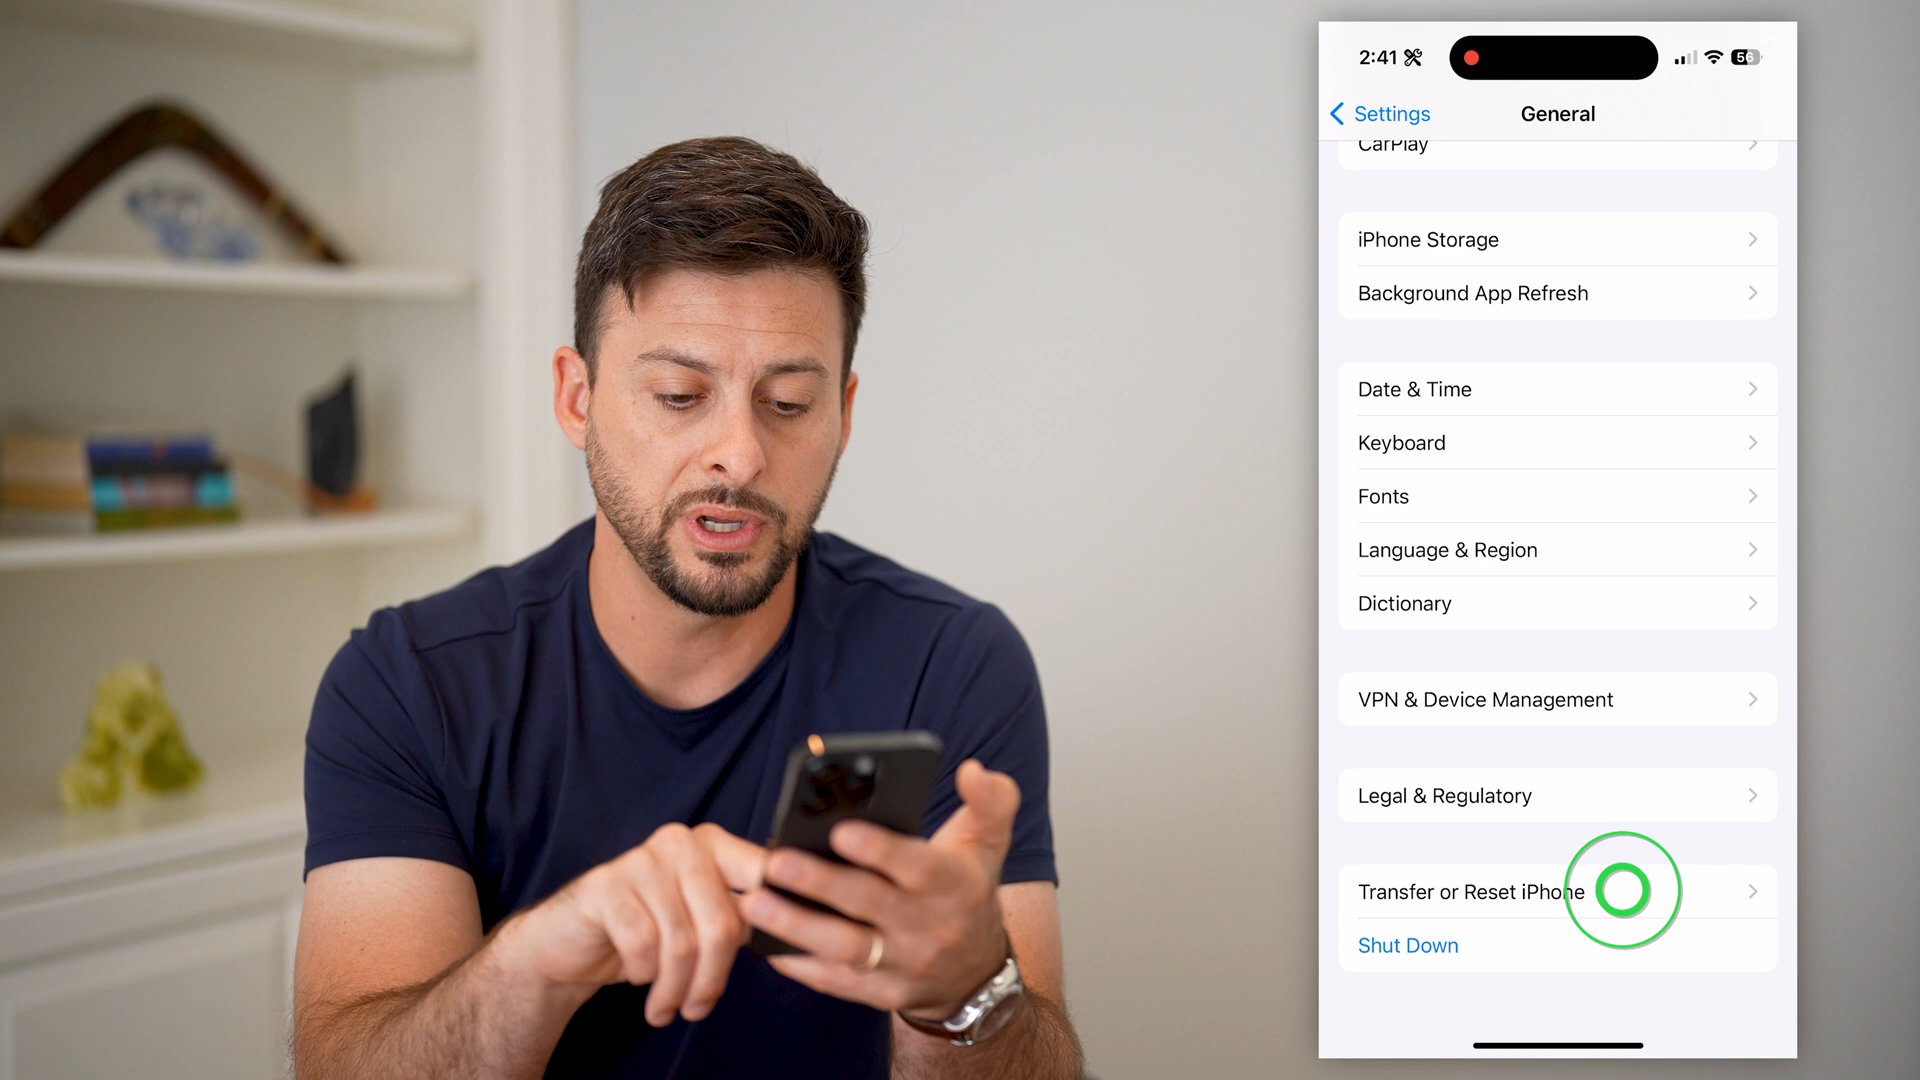 2:41
56
Settings
General
CarPlay
iPhone Storage
Background App Refresh
Date & Time
Keyboard
Fonts
Language & Region
Dictionary
VPN & Device Management
Legal & Regulatory
Transfer or Reset iPhone
Shut Down